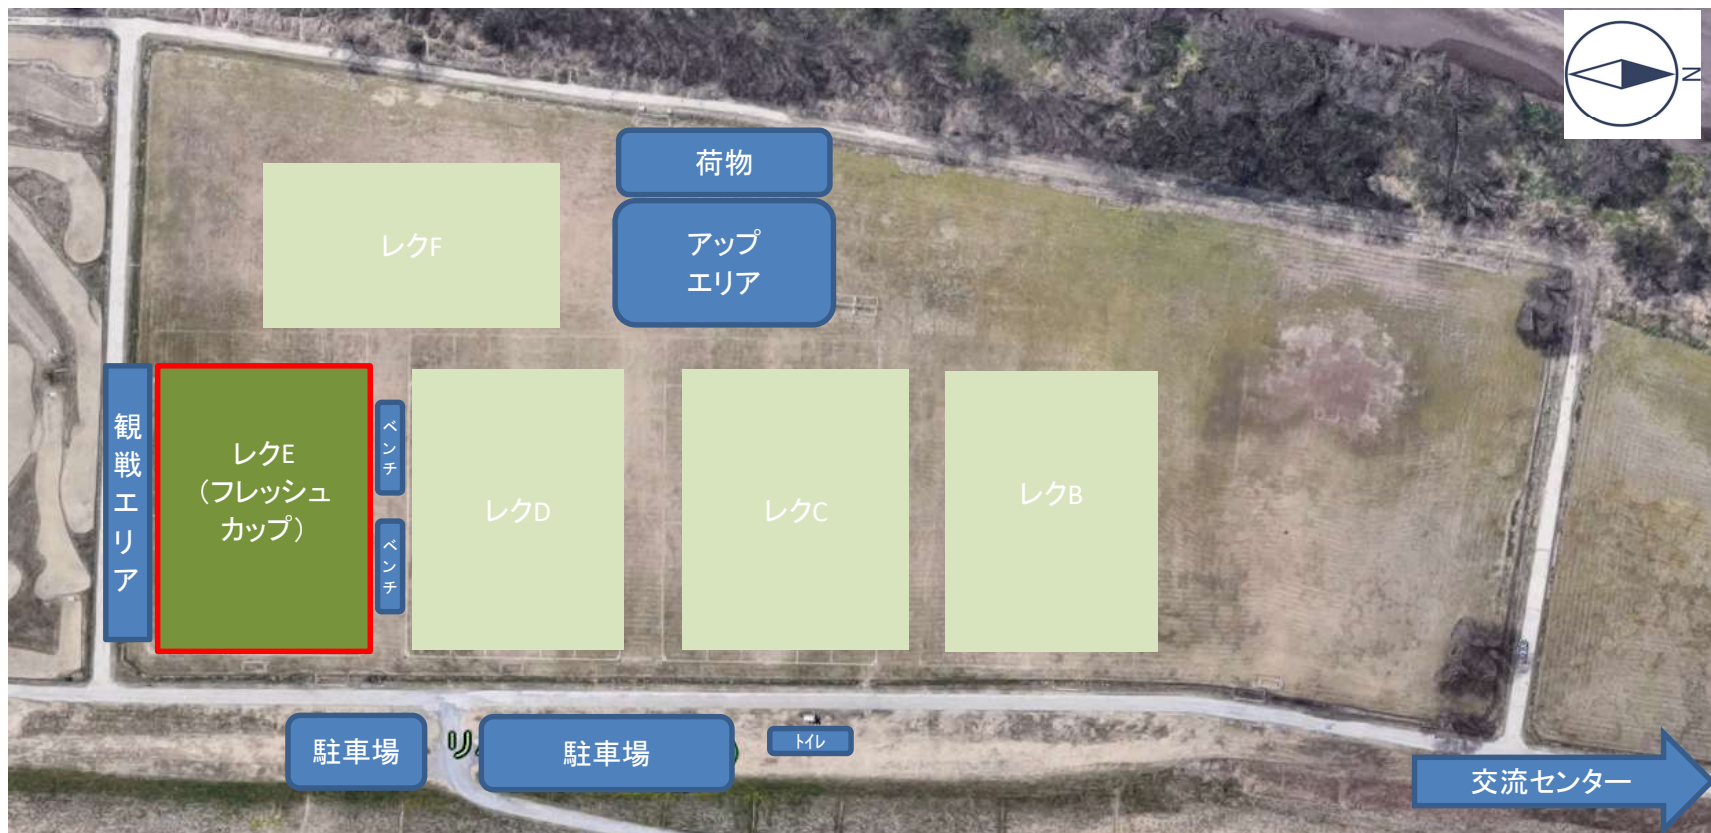 N
荷物
アップ
エリア
レクF
観戦エリア
レクE
（フレッシュ
カップ）
ベンチ
ベンチ
レクD
レクC
レクB
駐車場
リ
駐車場
トイレ
交流センター